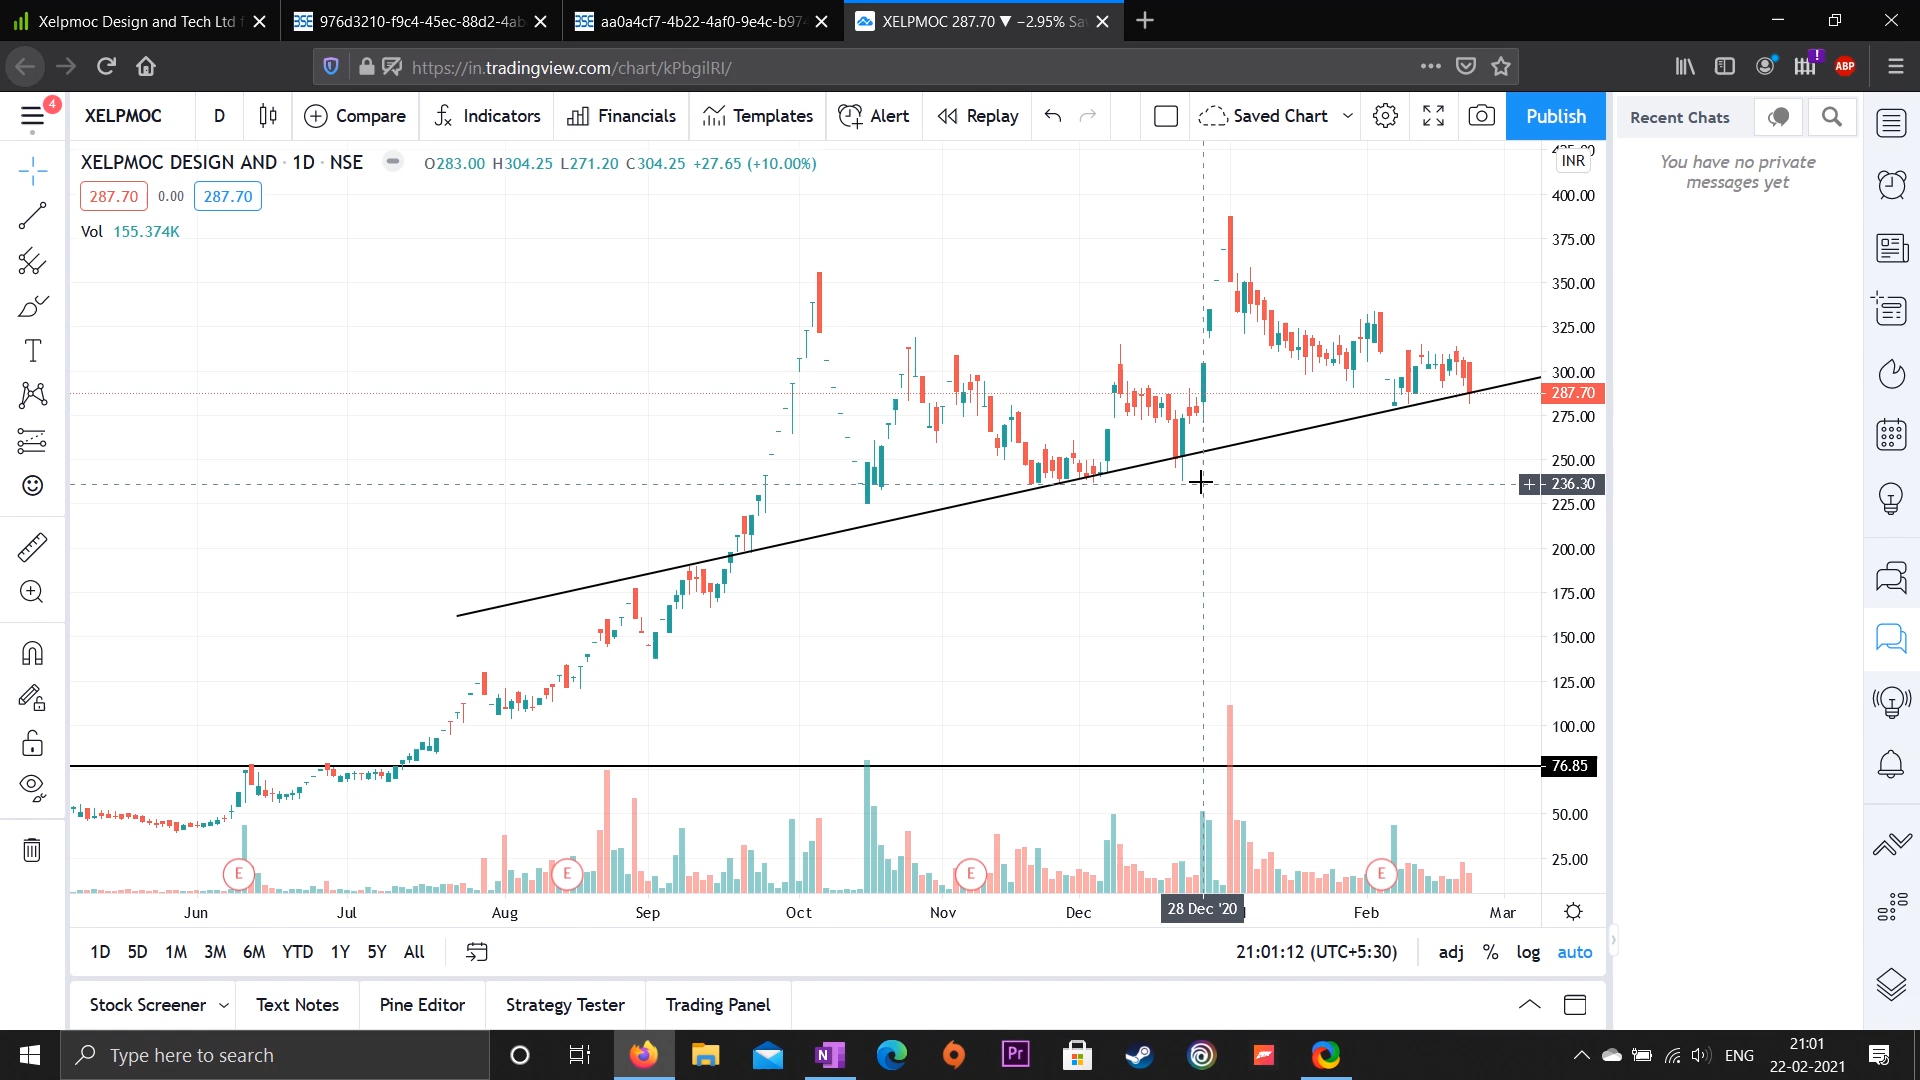 Xelpmoc Design and Tech Ltd f
976d3210-f9c4-45ec-88d2-4ab
aa0a4cf7-4b22-4af0-9e4c-b974
XELPMOC 287.70 ▼ −2.95% Sa
https://in.tradingview.com/chart/kPbgilRI/
ABP
4
XELPMOC
D
Compare
Indicators
Financials
Templates
Alert
Replay
Saved Chart
Publish
Recent Chats
You have no private
messages yet
XELPMOC DESIGN AND · 1D · NSE
O283.00 H304.25 L271.20 C304.25 +27.65 (+10.00%)
INR
287.70 0.00 287.70
Vol 155.374K
400.00
375.00
350.00
325.00
300.00
287.70
275.00
250.00
236.30
225.00
200.00
175.00
150.00
125.00
100.00
76.85
50.00
25.00
E E E E
Jun Jul Aug Sep Oct Nov Dec 28 Dec '20 Feb Mar
1D 5D 1M 3M 6M YTD 1Y 5Y All
21:01:12 (UTC+5:30)
adj % log auto
Stock Screener
Text Notes
Pine Editor
Strategy Tester
Trading Panel
Type here to search
N
Pr
ENG
21:01
22-02-2021